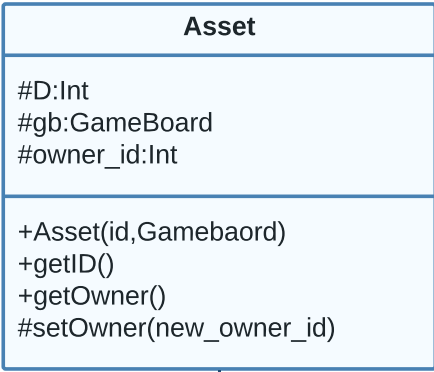 Asset
#D:Int
#gb:GameBoard
#owner_id:Int
+Asset(id,Gamebaord)
+getID()
+getOwner()
#setOwner(new_owner_id)